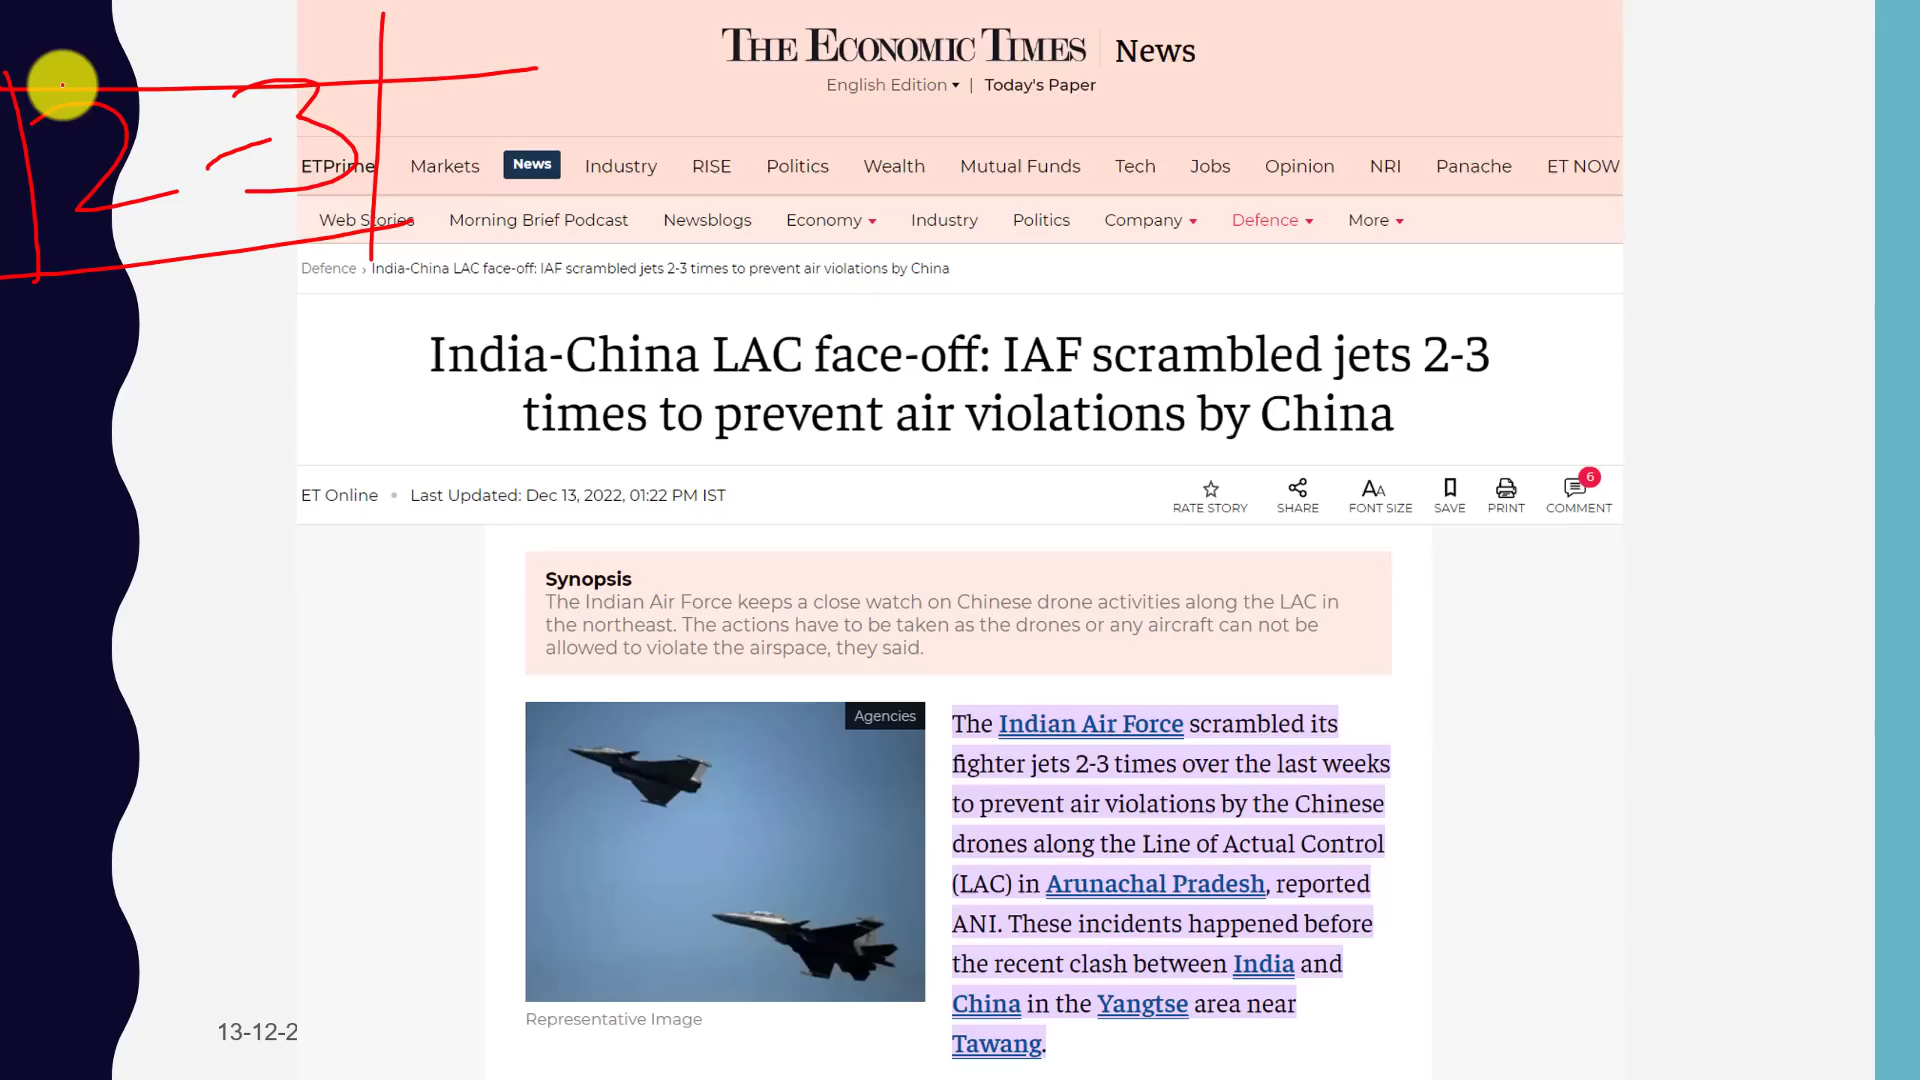 THE ECONOMIC TIMES News
English Edition | Today's Paper
2-3
ETPrime Markets News Industry RISE Politics Wealth Mutual Funds Tech Jobs Opinion NRI Panache ET NOW
Web Stories Morning Brief Podcast Newsblogs Economy Industry Politics Company Defence More
Defence › India-China LAC face-off: IAF scrambled jets 2-3 times to prevent air violations by China
India-China LAC face-off: IAF scrambled jets 2-3
times to prevent air violations by China
ET Online • Last Updated: Dec 13, 2022, 01:22 PM IST
RATE STORY SHARE FONT SIZE SAVE PRINT COMMENT
6
Synopsis
The Indian Air Force keeps a close watch on Chinese drone activities along the LAC in
the northeast. The actions have to be taken as the drones or any aircraft can not be
allowed to violate the airspace, they said.
Agencies
Representative Image
The Indian Air Force scrambled its
fighter jets 2-3 times over the last weeks
to prevent air violations by the Chinese
drones along the Line of Actual Control
(LAC) in Arunachal Pradesh, reported
ANI. These incidents happened before
the recent clash between India and
China in the Yangtse area near
Tawang.
13-12-2